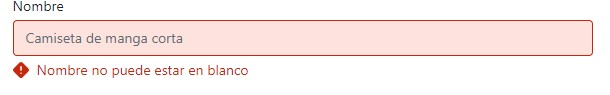 Nombre
Camiseta de manga corta
Nombre no puede estar en blanco